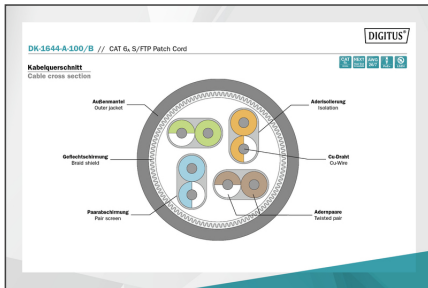 DIGITUS
DK-1644-A-100/B // CAT 6A S/FTP Patch Cord
Kabelquerschnitt
Cable cross section
Außenmantel
Outer jacket
Geflechtschirmung
Braid shield
Paarabschirmung
Pair screen
Aderisolierung
Isolation
Cu-Draht
Cu-Wire
Adernpaare
Twisted pair